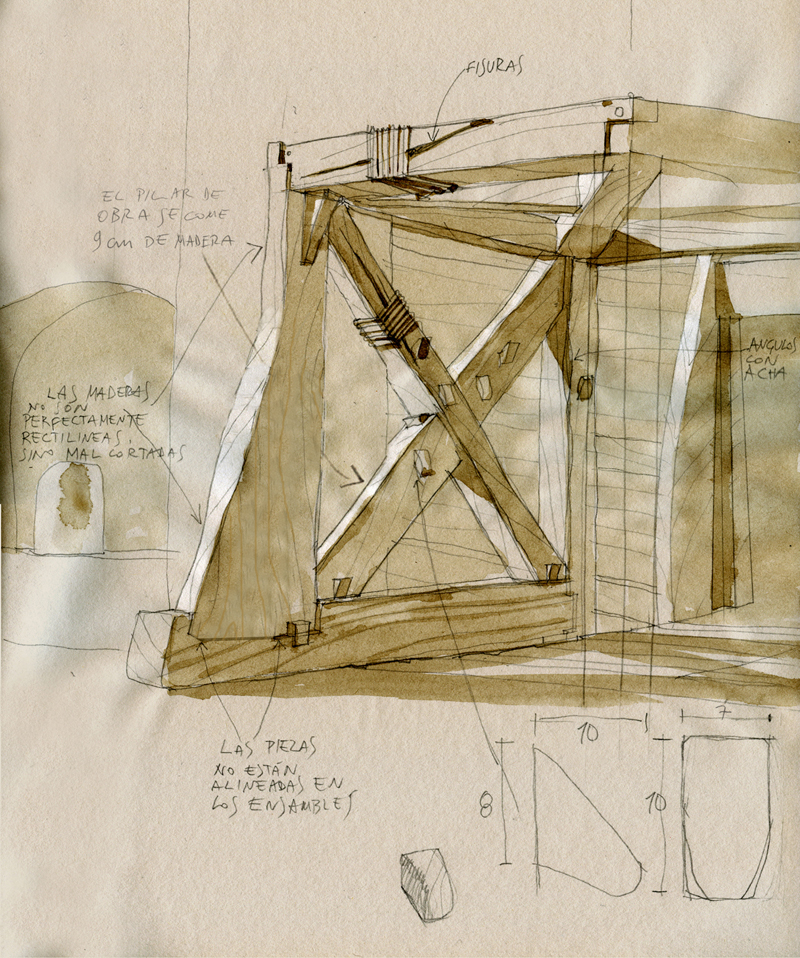 FISURAS
EL PILAR DE
OBRA SE COME
9 cm DE MADERA
ANGULOS
CON
ACHA
LAS MADERAS
NO SON
PERFECTAMENTE
RECTILINEAS,
SINO MAL CORTADAS
LAS PIEZAS
NO ESTÁN
ALINEADAS EN
LOS ENSAMBLES
10
7
8
10